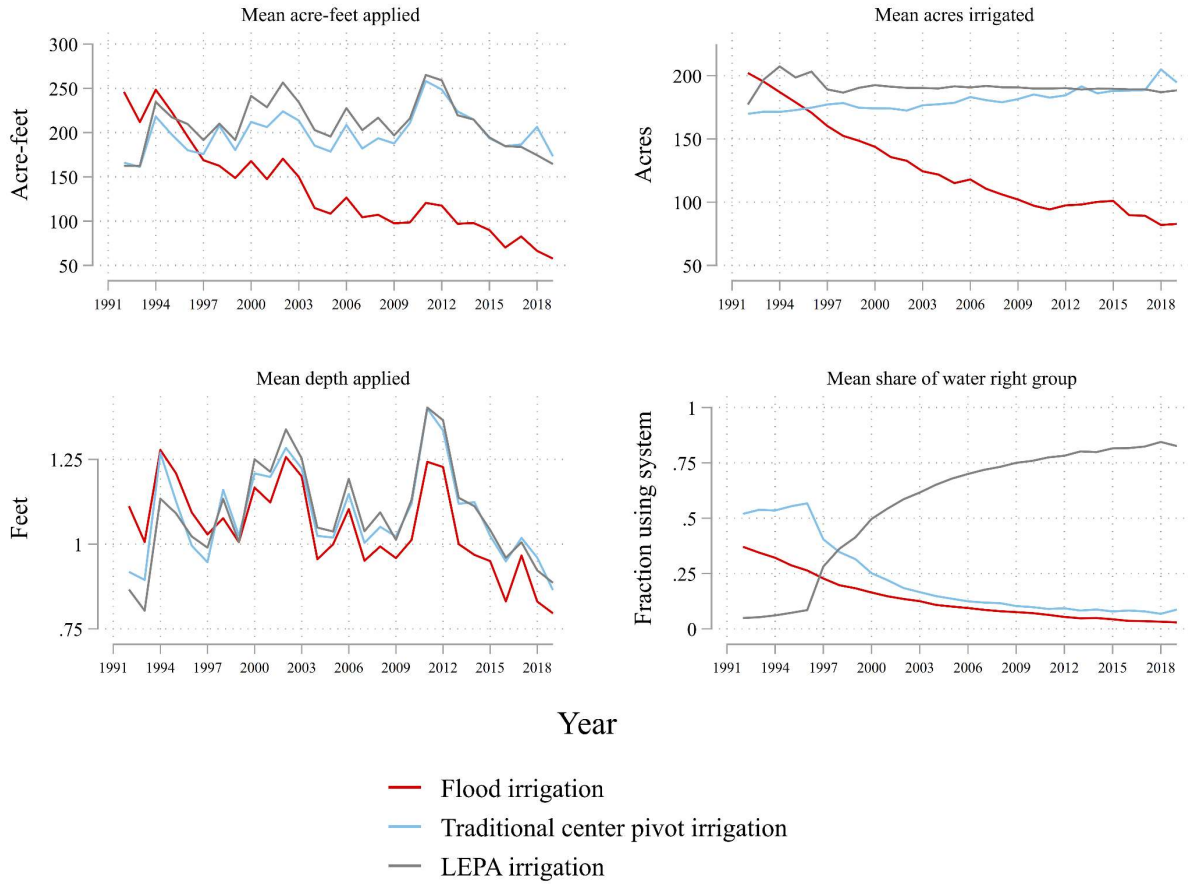 Mean acre-feet applied
Acre-feet
300
250
200
150
100
50
1991 1994 1997 2000 2003 2006 2009 2012 2015 2018
Mean acres irrigated
Acres
200
150
100
50
1991 1994 1997 2000 2003 2006 2009 2012 2015 2018
Mean depth applied
Feet
1.25
1
.75
1991 1994 1997 2000 2003 2006 2009 2012 2015 2018
Mean share of water right group
Fraction using system
1
.75
.5
.25
0
1991 1994 1997 2000 2003 2006 2009 2012 2015 2018
Year
Flood irrigation
Traditional center pivot irrigation
LEPA irrigation